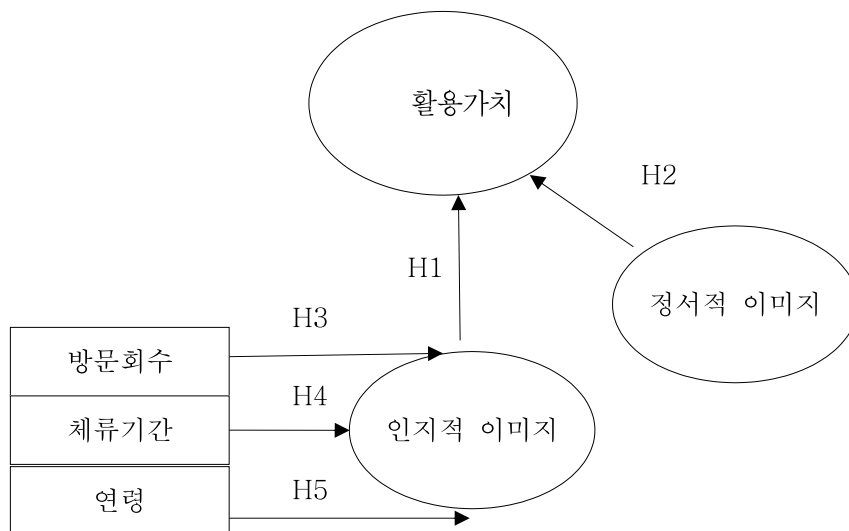 활용가치
H2
H1
정서적 이미지
H3
방문회수
H4
체류기간
인지적 이미지
H5
연령